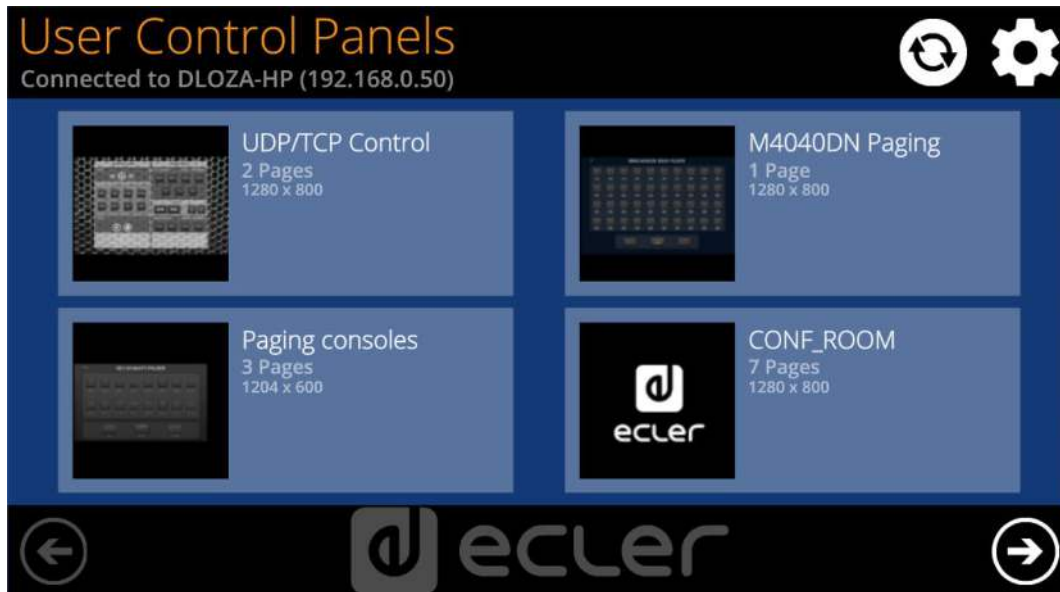 User Control Panels
Connected to DLOZA-HP (192.168.0.50)
UDP/TCP Control
2 Pages
1280 x 800
M4040DN Paging
1 Page
1280 x 800
Paging consoles
3 Pages
1204 x 600
CONF_ROOM
7 Pages
1280 x 800
ecler
ecler